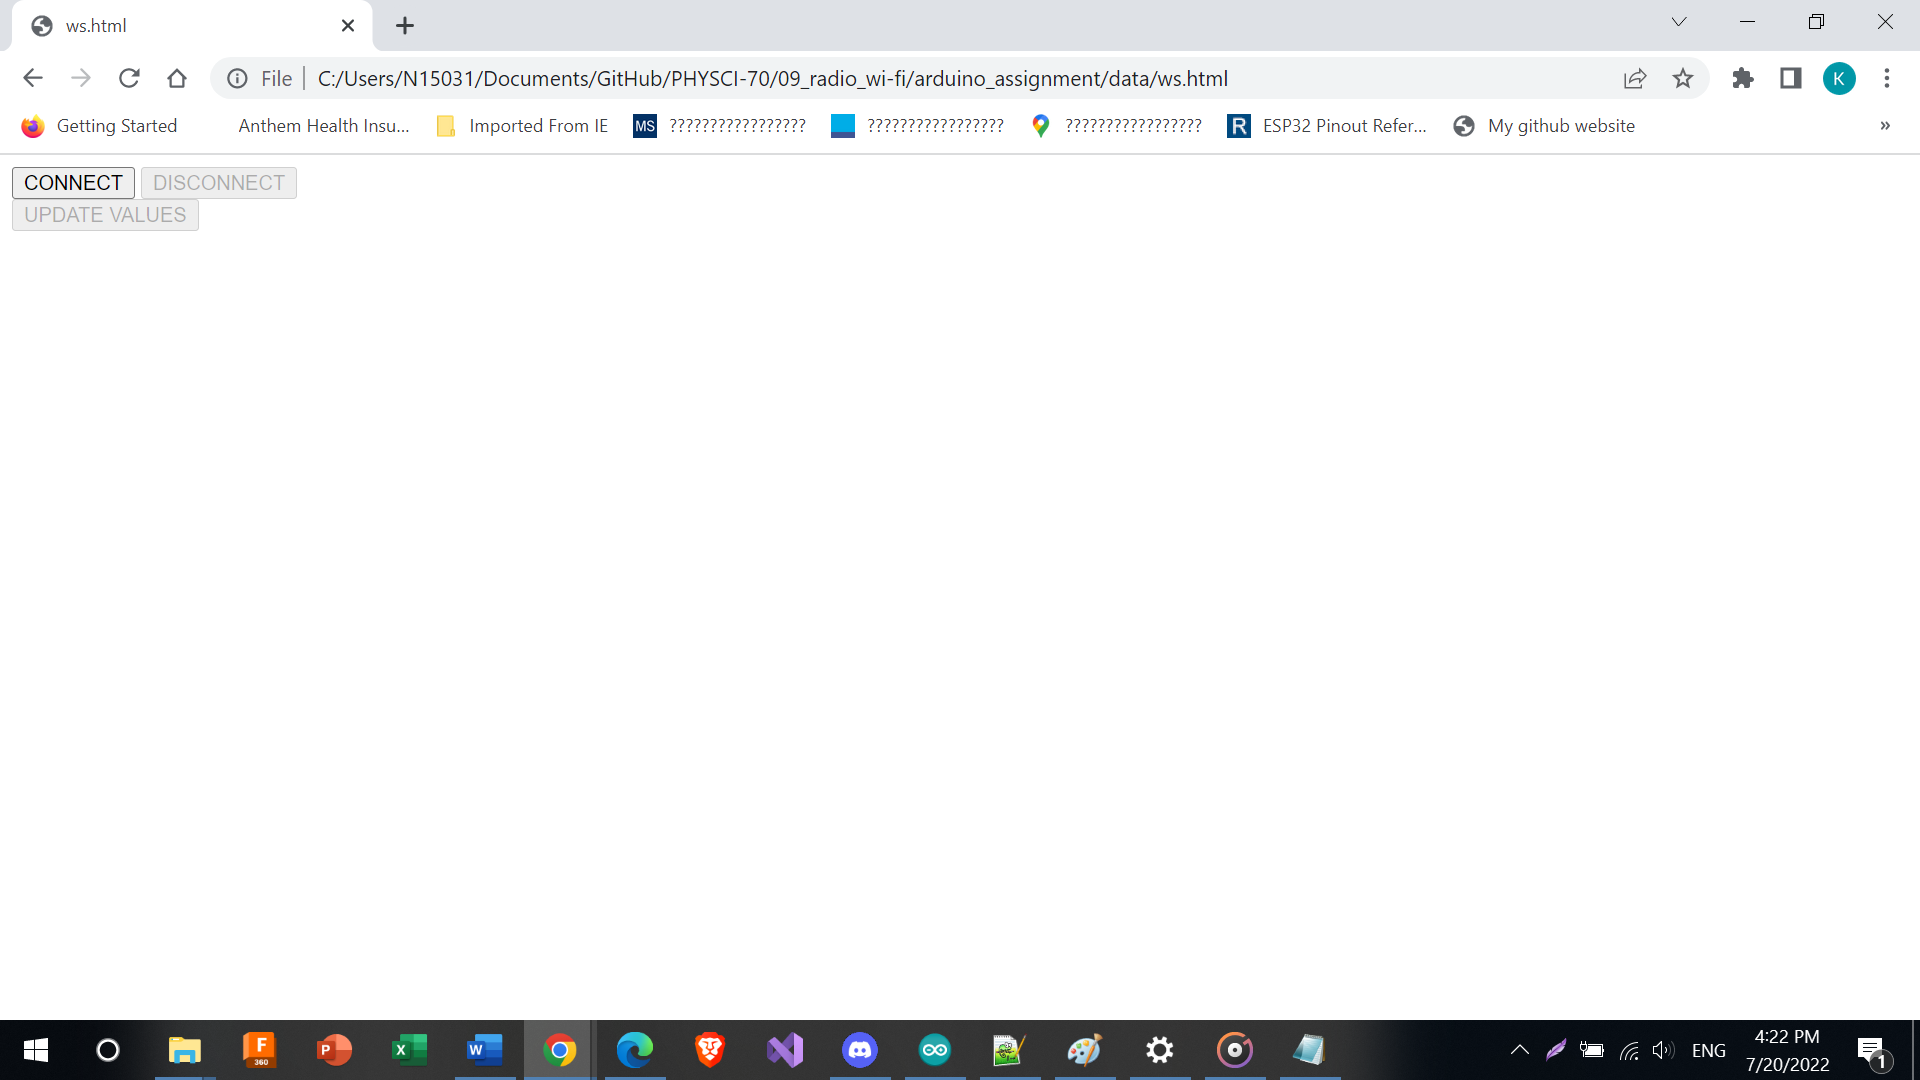 ws.html
File C:/Users/N15031/Documents/GitHub/PHYSCI-70/09_radio_wi-fi/arduino_assignment/data/ws.html
K
Getting Started Anthem Health Insu... Imported From IE MS ????????????????? ????????????????? ????????????????? R ESP32 Pinout Refer... My github website »
CONNECT DISCONNECT
UPDATE VALUES
F 360 P X W ENG 4:22 PM
7/20/2022 1